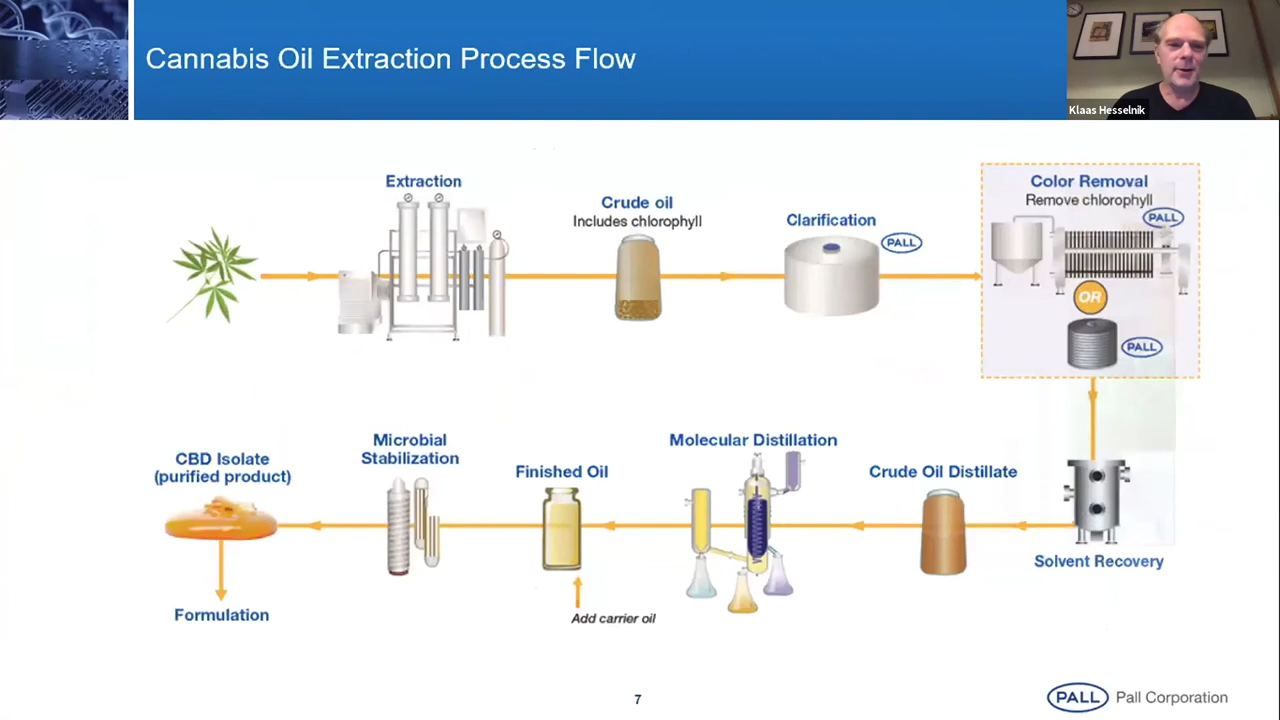 Cannabis Oil Extraction Process Flow
Klaas Hesselnik
Extraction
Crude oil
Includes chlorophyll
Clarification
PALL
Color Removal
Remove chlorophyll
PALL
OR
PALL
CBD Isolate
(purified product)
Microbial
Stabilization
Finished Oil
Molecular Distillation
Crude Oil Distillate
Solvent Recovery
Formulation
Add carrier oil
7
PALL Pall Corporation